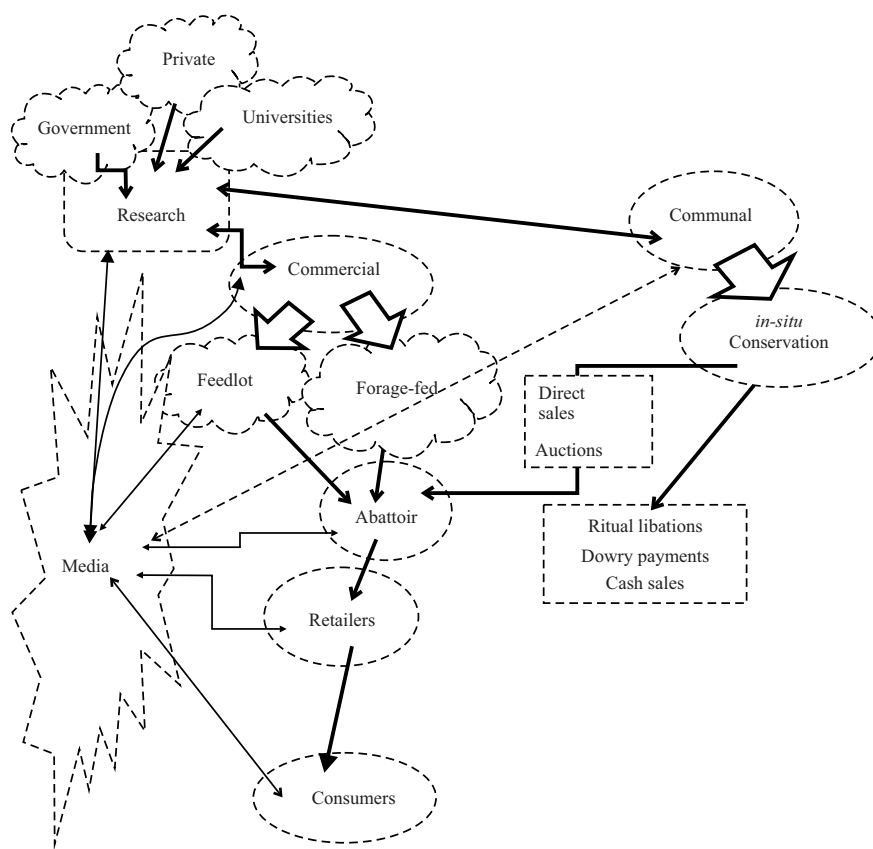 Private
Universities
Government
Research
Communal
Commercial
in-situ
Conservation
Feedlot
Forage-fed
Direct
sales
Auctions
Abattoir
Ritual libations
Dowry payments
Cash sales
Media
Retailers
Consumers